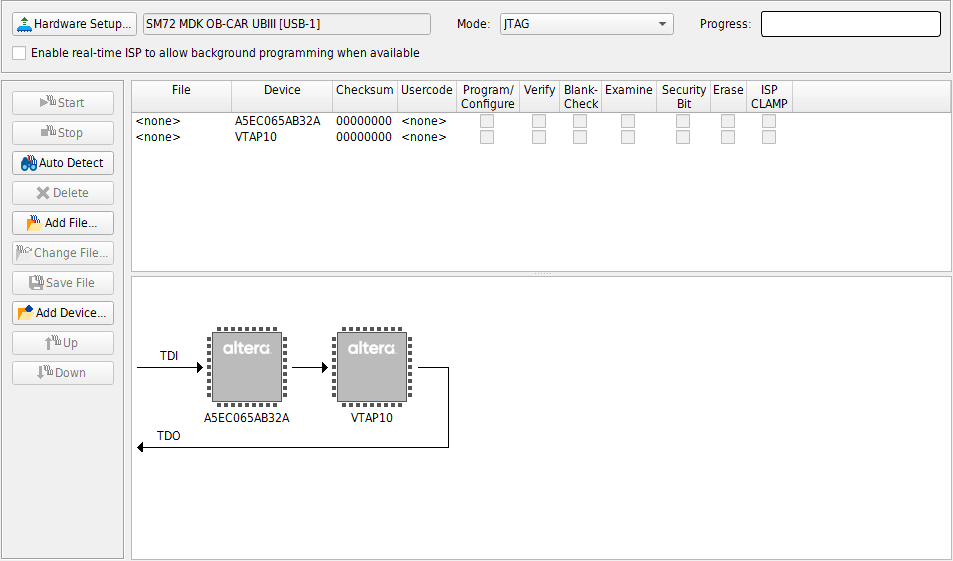 Hardware Setup... SM72 MDK OB-CAR UBIII [USB-1] Mode: JTAG Progress:
Enable real-time ISP to allow background programming when available
Start
Stop
Auto Detect
Delete
Add File...
Change File...
Save File
Add Device...
Up
Down
File Device Checksum Usercode Program/ Configure Verify Blank- Check Examine Security Bit Erase ISP CLAMP
<none> A5EC065AB32A 00000000 <none>
<none> VTAP10 00000000 <none>
TDI
altera altera
A5EC065AB32A VTAP10
TDO